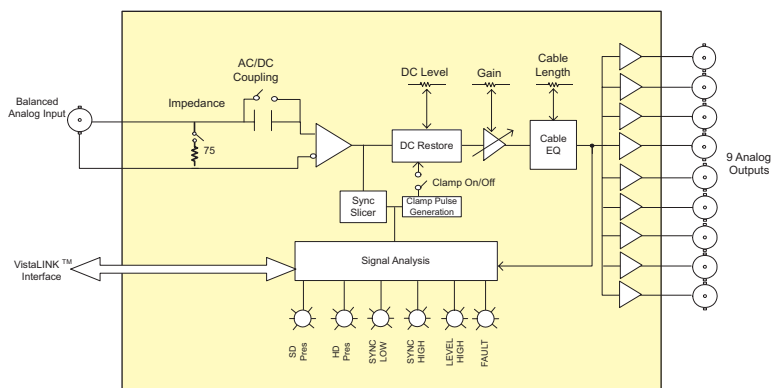 AC/DC
Coupling
DC Level
Gain
Cable
Length
Balanced
Analog Input
Impedance
75
DC Restore
Cable
EQ
9 Analog
Outputs
Clamp On/Off
Sync
Slicer
Clamp Pulse
Generation
VistaLINK ™
Interface
Signal Analysis
SD
Pres
HD
Pres
SYNC
LOW
SYNC
HIGH
LEVEL
HIGH
FAULT